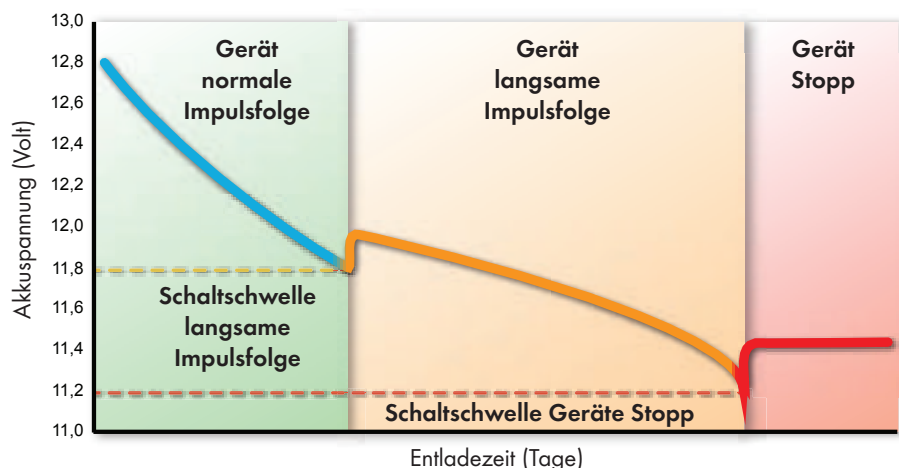 13,0
12,8
12,6
12,4
12,2
12,0
11,8
11,6
11,4
11,2
11,0
Akkuspannung (Volt)
Gerät
normale
Impulsfolge
Gerät
langsame
Impulsfolge
Gerät
Stopp
Schaltschwelle
langsame
Impulsfolge
Schaltschwelle Geräte Stopp
Entladezeit (Tage)